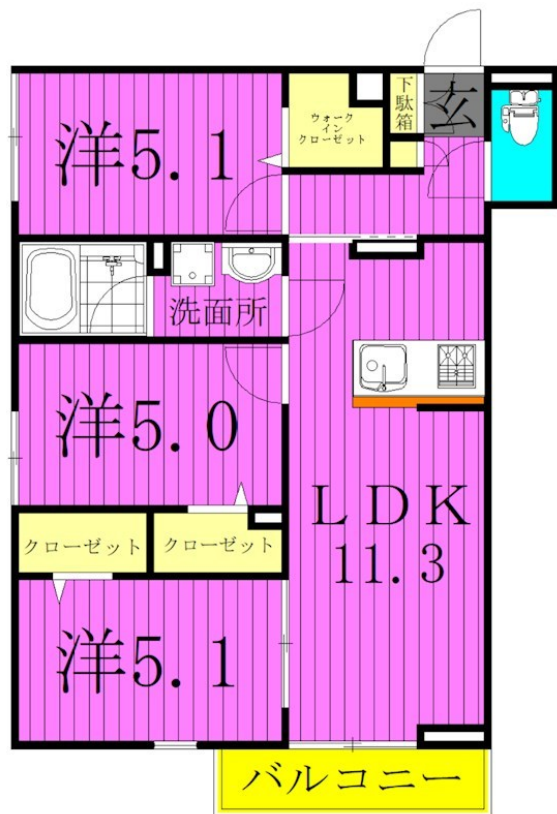 洋5.1
ウォーク
イン
クローゼット
下駄箱
玄
洗面所
洋5.0
LDK
11.3
クローゼット
クローゼット
洋5.1
バルコニー